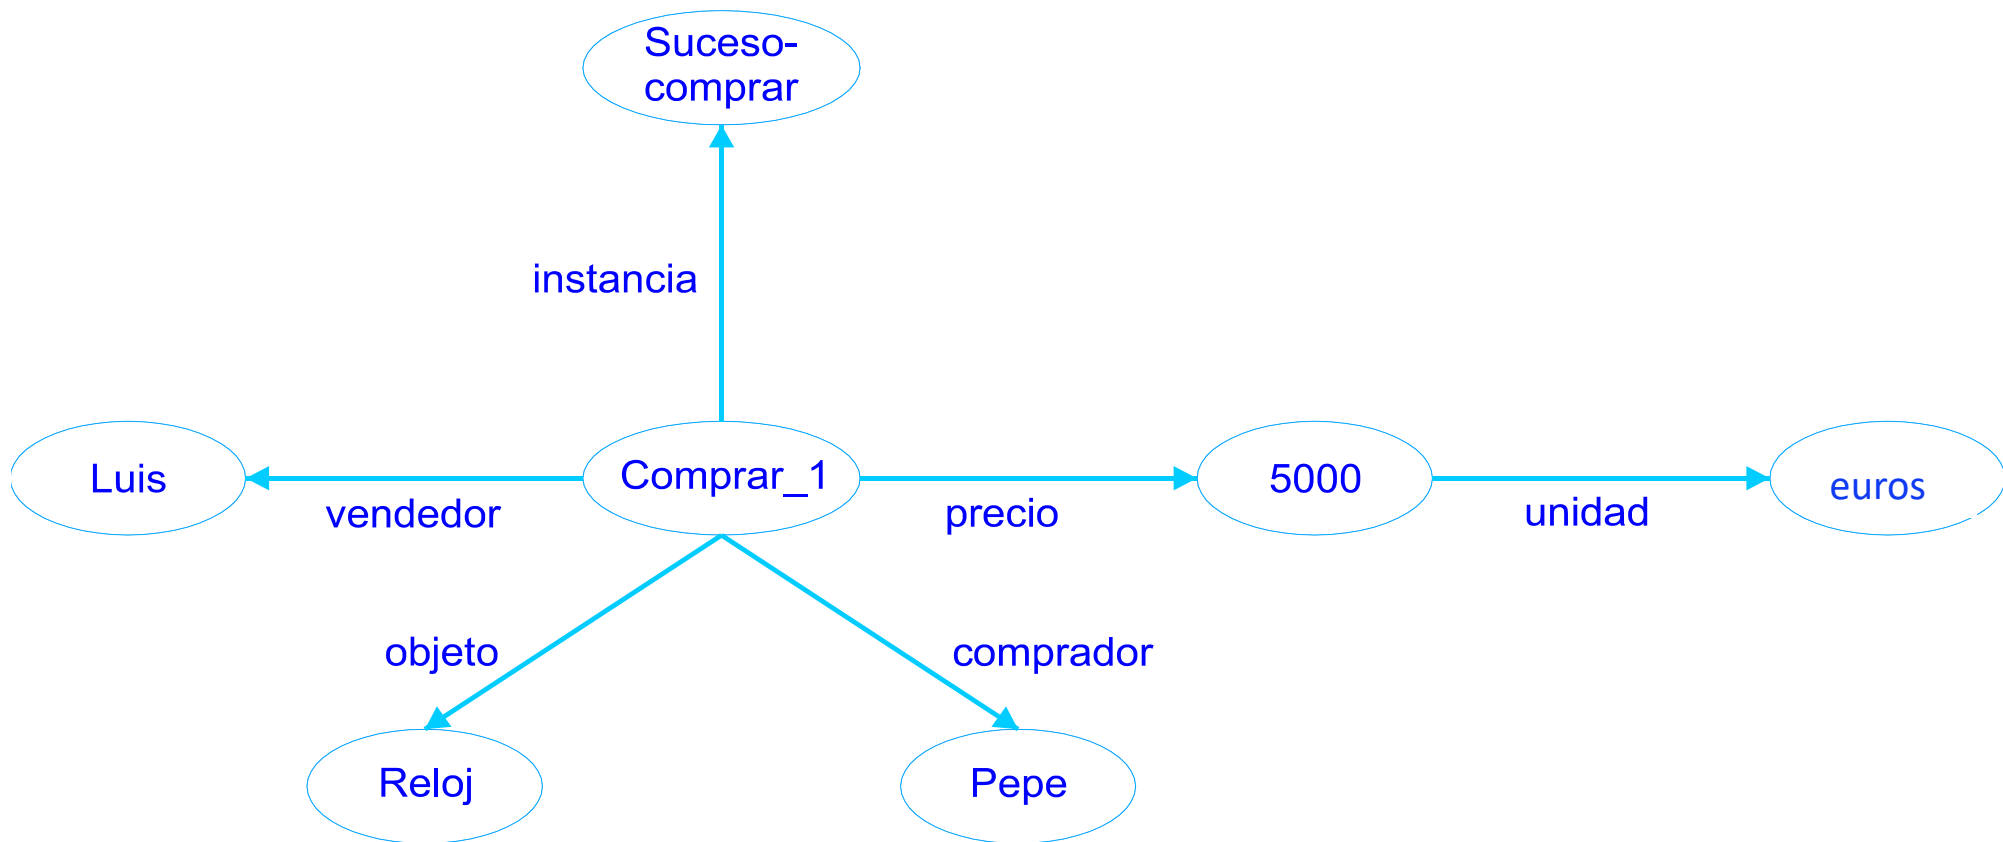 Suceso-
comprar
instancia
Luis
vendedor
Comprar_1
precio
5000
unidad
euros
objeto
comprador
Reloj
Pepe